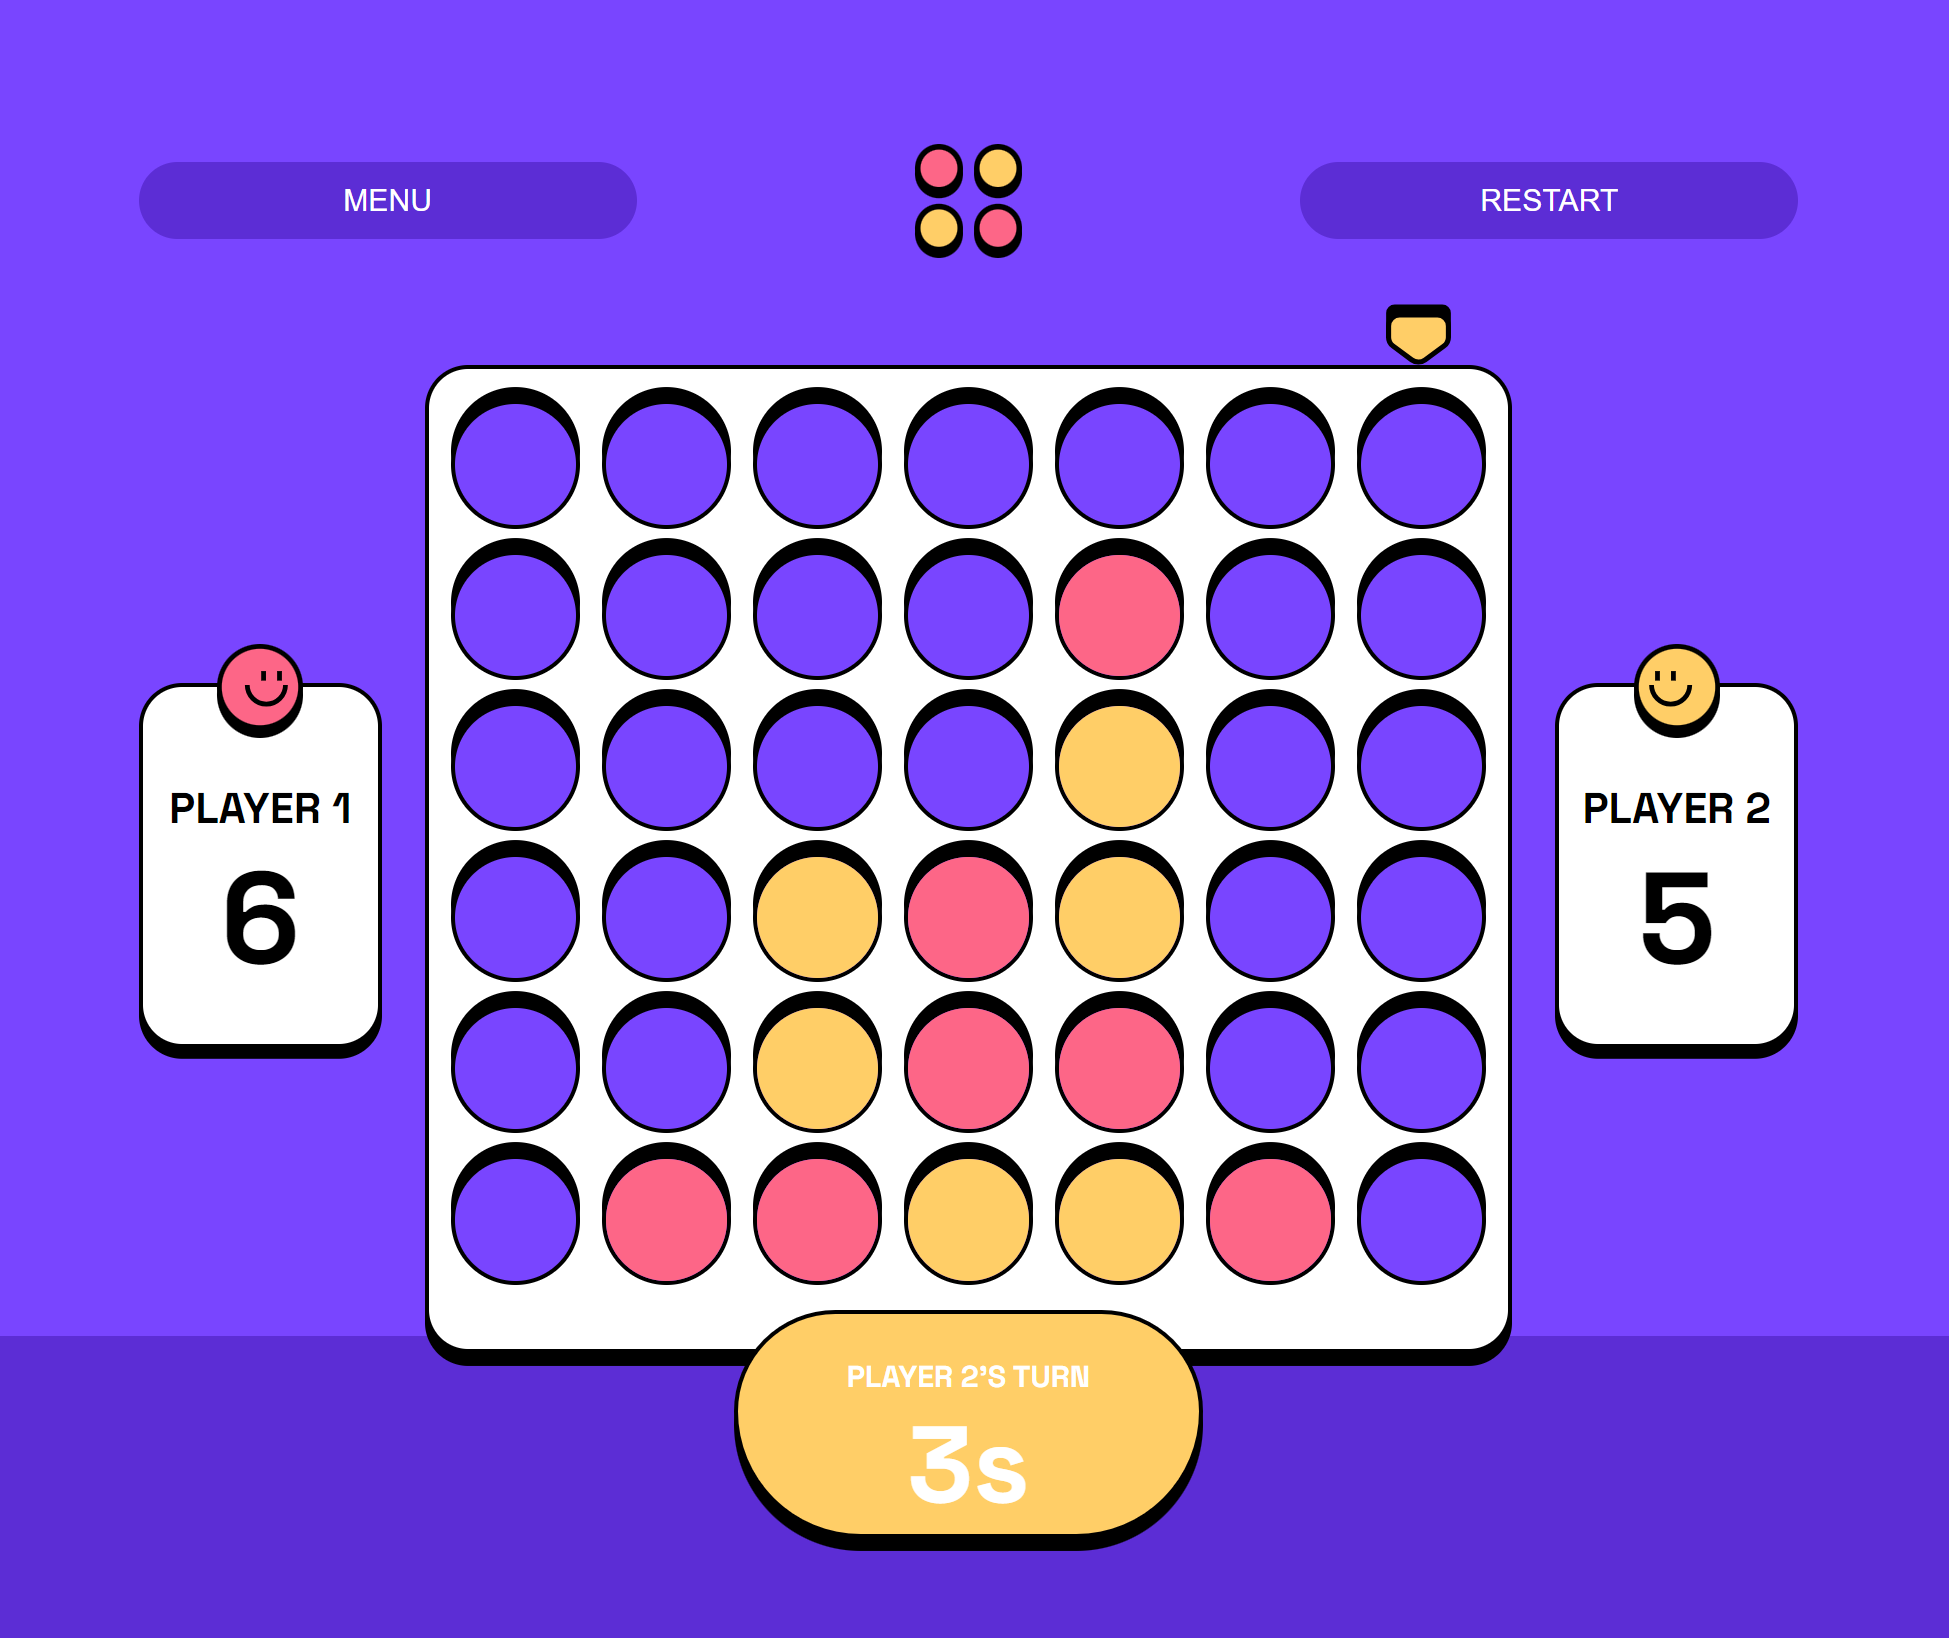 MENU
RESTART
PLAYER 1
6
PLAYER 2
5
PLAYER 2’S TURN
3s